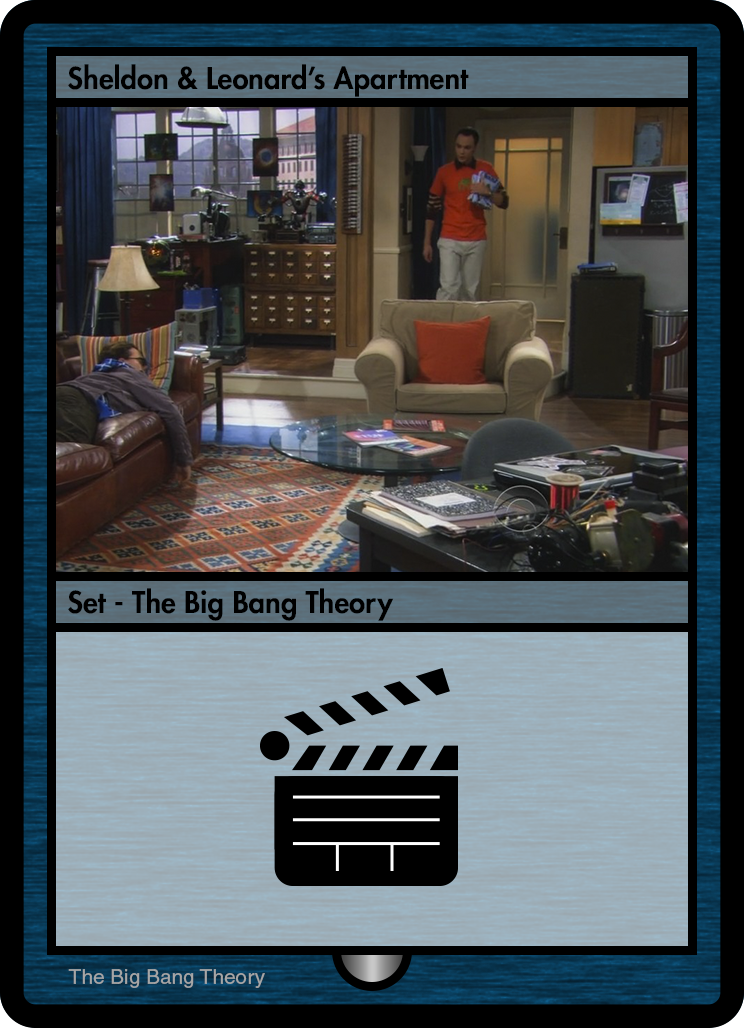 Sheldon & Leonard’s Apartment
Set - The Big Bang Theory
The Big Bang Theory